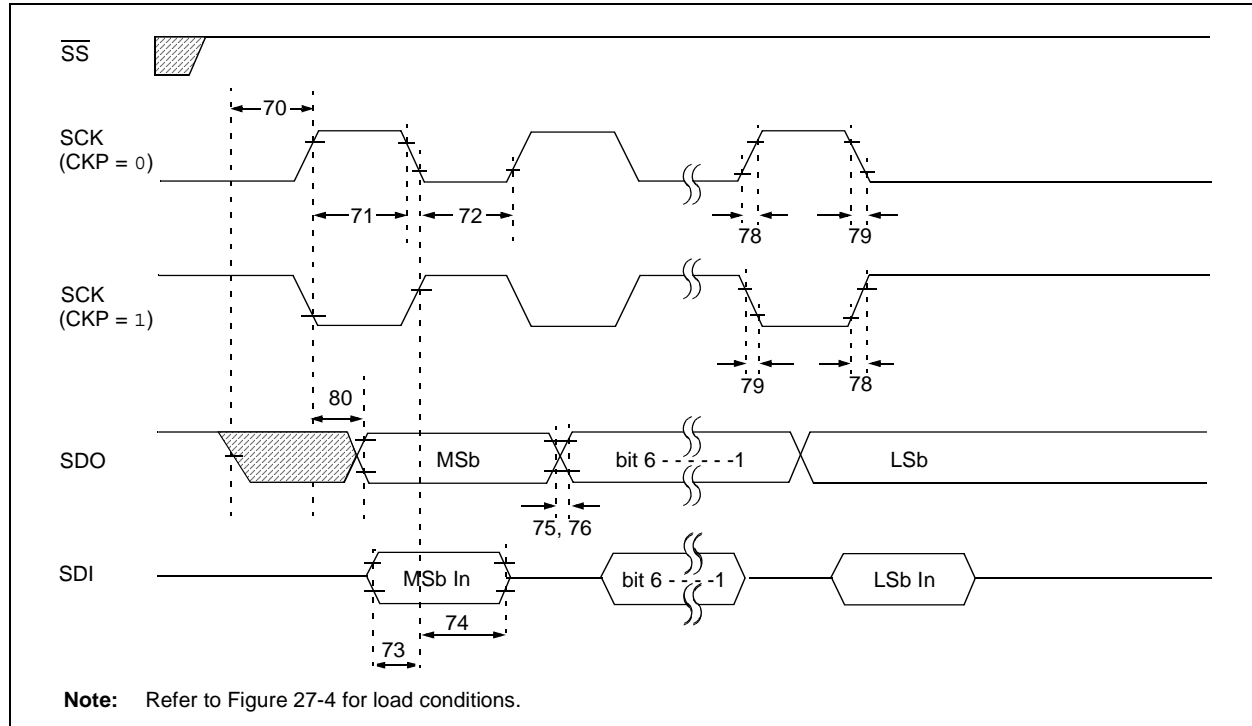 SS
70
SCK
(CKP = 0)
71
72
78
79
SCK
(CKP = 1)
79
78
80
SDO
MSb
bit 6 - - - - - -1
LSb
75, 76
SDI
MSb In
bit 6 - - - - -1
LSb In
74
73
Note: Refer to Figure 27-4 for load conditions.